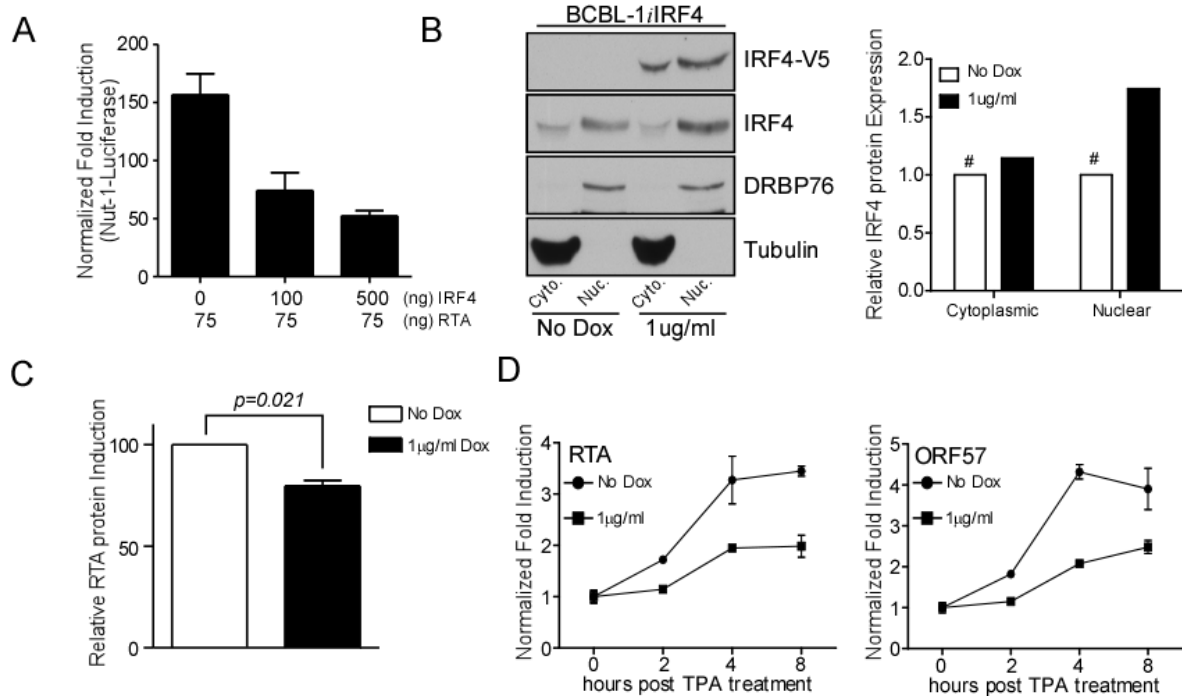 A
Normalized Fold Induction
(Nut-1-Luciferase)
200
150
100
50
0
0 100 500 (ng) IRF4
75 75 75 (ng) RTA
B
BCBL-1iIRF4
IRF4-V5
IRF4
DRBP76
Tubulin
Cyto. Nuc. Cyto. Nuc.
No Dox 1ug/ml
Relative IRF4 protein Expression
2.0
1.5
1.0
0.5
0.0
No Dox
1ug/ml
# #
Cytoplasmic Nuclear
C
Relative RTA protein Induction
100
50
0
p=0.021
No Dox
1µg/ml Dox
D
Normalized Fold Induction
4
3
2
1
0
RTA
No Dox
1µg/ml
0 2 4 8
hours post TPA treatment
Normalized Fold Induction
5
4
3
2
1
0
ORF57
No Dox
1µg/ml
0 2 4 8
hours post TPA treatment